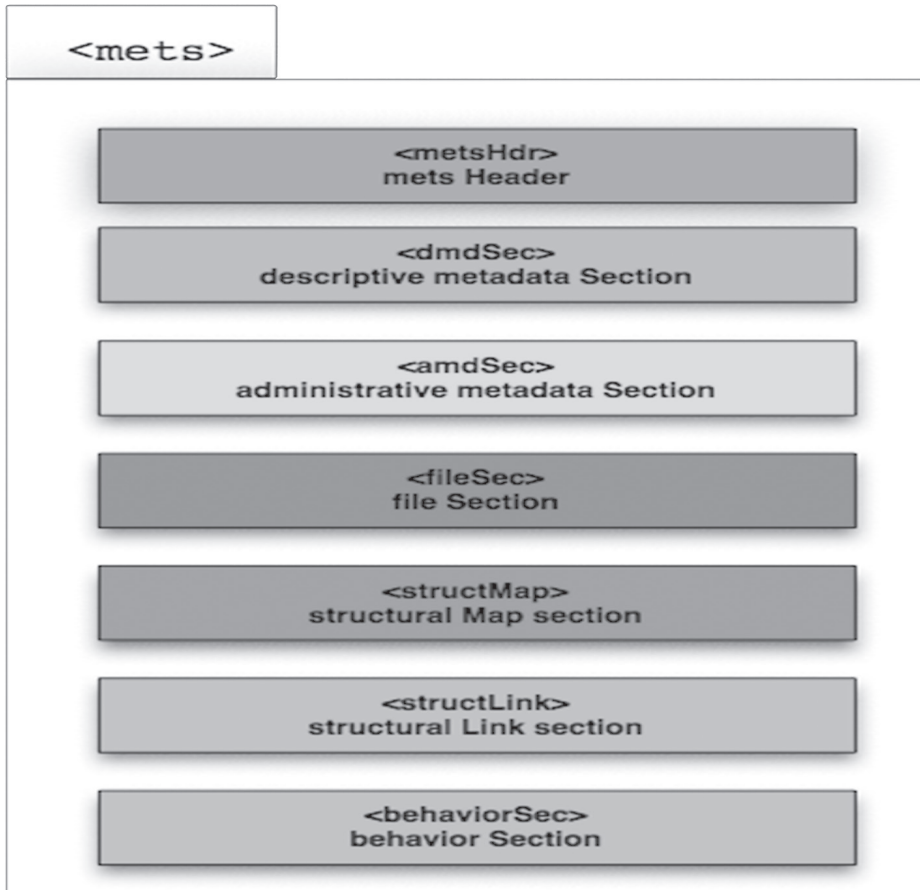 <mets>
<metsHdr>
mets Header
<dmdSec>
descriptive metadata Section
<amdSec>
administrative metadata Section
<fileSec>
file Section
<structMap>
structural Map section
<structLink>
structural Link section
<behaviorSec>
behavior Section